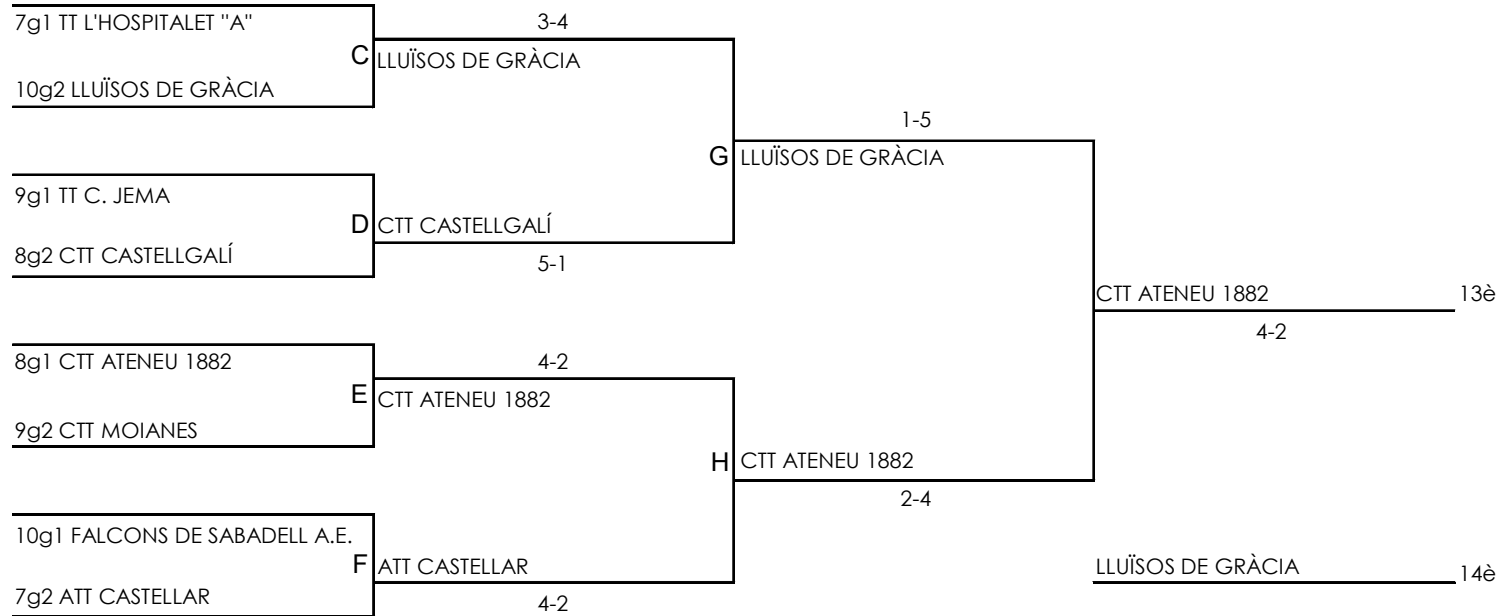 7g1 TT L'HOSPITALET "A"
3-4
C
LLUÏSOS DE GRÀCIA
10g2 LLUÏSOS DE GRÀCIA
1-5
G
LLUÏSOS DE GRÀCIA
9g1 TT C. JEMA
D
CTT CASTELLGALÍ
8g2 CTT CASTELLGALÍ
5-1
CTT ATENEU 1882
13è
4-2
8g1 CTT ATENEU 1882
4-2
E
CTT ATENEU 1882
9g2 CTT MOIANES
H
CTT ATENEU 1882
2-4
10g1 FALCONS DE SABADELL A.E.
F
ATT CASTELLAR
LLUÏSOS DE GRÀCIA
14è
7g2 ATT CASTELLAR
4-2